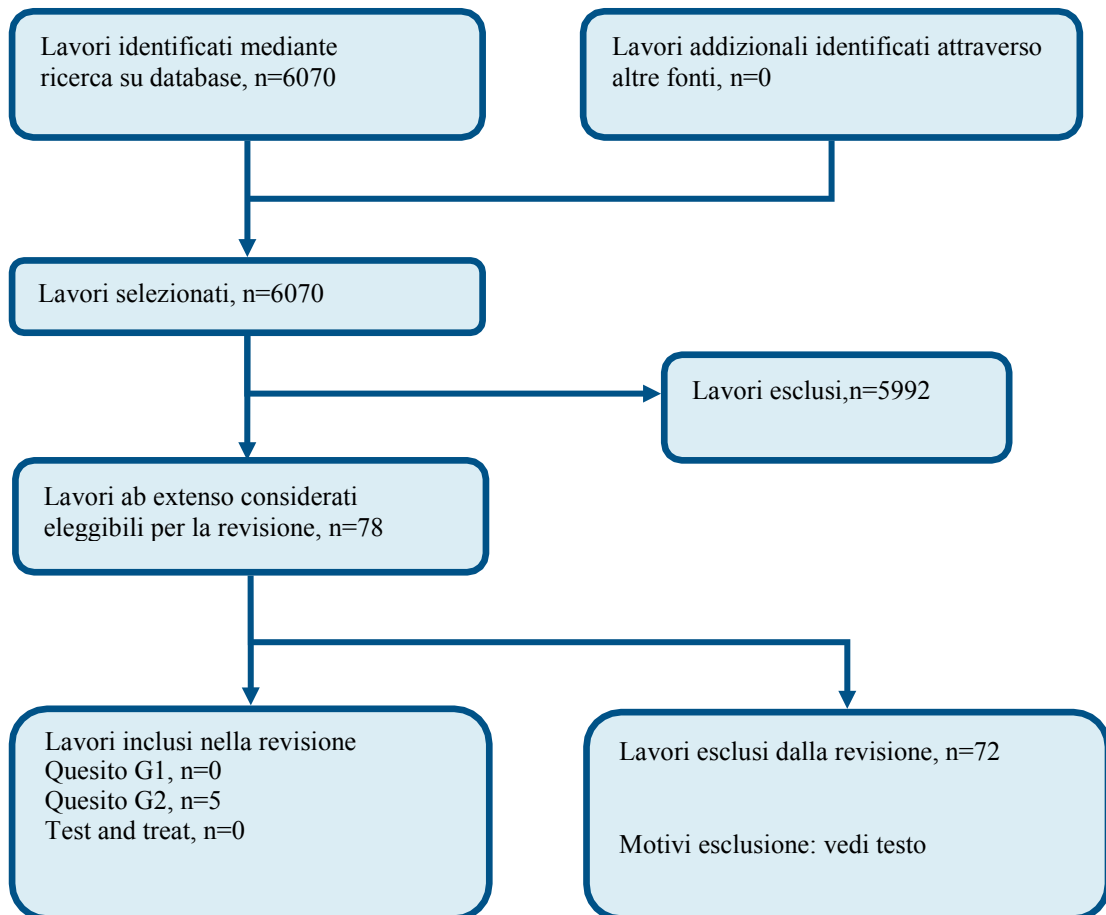 Lavori identificati mediante
ricerca su database, n=6070
Lavori addizionali identificati attraverso
altre fonti, n=0
Lavori selezionati, n=6070
Lavori esclusi,n=5992
Lavori ab extenso considerati
eleggibili per la revisione, n=78
Lavori inclusi nella revisione
Quesito G1, n=0
Quesito G2, n=5
Test and treat, n=0
Lavori esclusi dalla revisione, n=72
Motivi esclusione: vedi testo